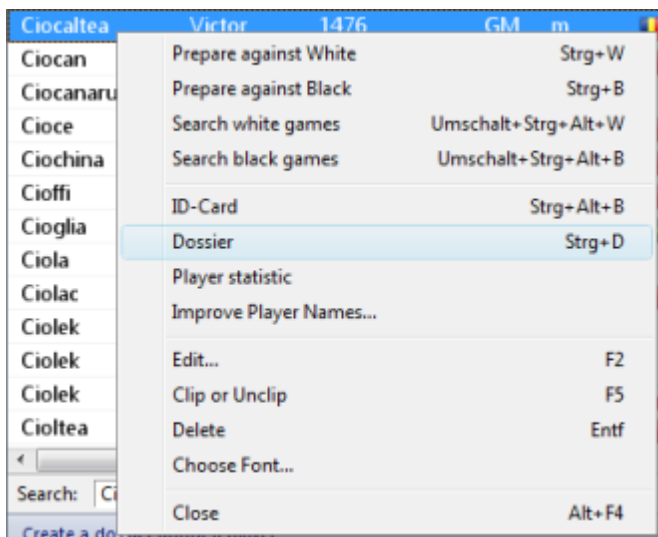 Ciocaltea Victor 1476 GM m
Ciocan
Ciocanaru
Cioce
Ciochina
Cioffi
Cioglia
Ciola
Ciolac
Ciolek
Ciolek
Ciolek
Cioltea
Search: Ci
Prepare against White Strg+W
Prepare against Black Strg+B
Search white games Umschalt+Strg+Alt+W
Search black games Umschalt+Strg+Alt+B
ID-Card Strg+Alt+B
Dossier Strg+D
Player statistic
Improve Player Names...
Edit... F2
Clip or Unclip F5
Delete Entf
Choose Font...
Close Alt+F4
Create a do